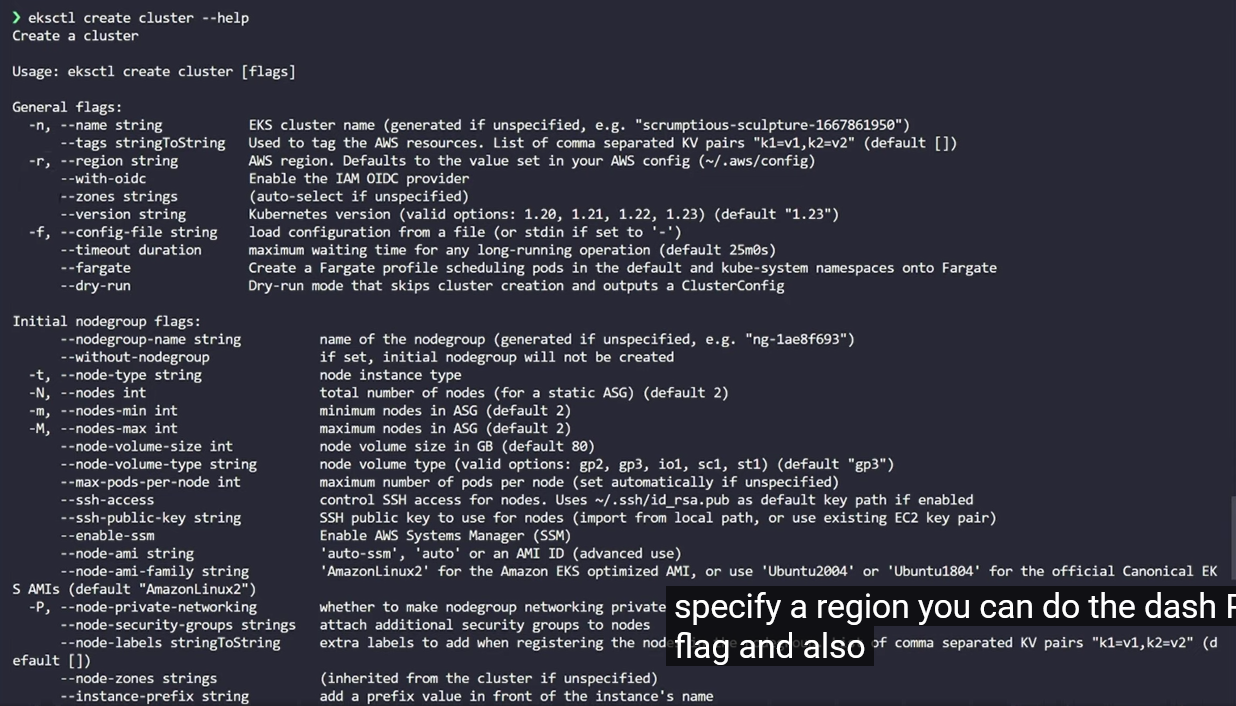 ❯ eksctl create cluster --help
Create a cluster

Usage: eksctl create cluster [flags]

General flags:
  -n, --name string            EKS cluster name (generated if unspecified, e.g. "scrumptious-sculpture-1667861950")
      --tags stringToString   Used to tag the AWS resources. List of comma separated KV pairs "k1=v1,k2=v2" (default [])
  -r, --region string          AWS region. Defaults to the value set in your AWS config (~/.aws/config)
      --with-oidc              Enable the IAM OIDC provider
      --zones strings          (auto-select if unspecified)
      --version string         Kubernetes version (valid options: 1.20, 1.21, 1.22, 1.23) (default "1.23")
  -f, --config-file string    load configuration from a file (or stdin if set to '-')
      --timeout duration      maximum waiting time for any long-running operation (default 25m0s)
      --fargate                Create a Fargate profile scheduling pods in the default and kube-system namespaces onto Fargate
      --dry-run                Dry-run mode that skips cluster creation and outputs a ClusterConfig

Initial nodegroup flags:
      --nodegroup-name string          name of the nodegroup (generated if unspecified, e.g. "ng-1ae8f693")
      --without-nodegroup              if set, initial nodegroup will not be created
  -t, --node-type string               node instance type
  -N, --nodes int                      total number of nodes (for a static ASG) (default 2)
  -m, --nodes-min int                  minimum nodes in ASG (default 2)
  -M, --nodes-max int                  maximum nodes in ASG (default 2)
      --node-volume-size int           node volume size in GB (default 80)
      --node-volume-type string        node volume type (valid options: gp2, gp3, io1, sc1, st1) (default "gp3")
      --max-pods-per-node int          maximum number of pods per node (set automatically if unspecified)
      --ssh-access                     control SSH access for nodes. Uses ~/.ssh/id_rsa.pub as default key path if enabled
      --ssh-public-key string          SSH public key to use for nodes (import from local path, or use existing EC2 key pair)
      --enable-ssm                     Enable AWS Systems Manager (SSM)
      --node-ami string                'auto-ssm', 'auto' or an AMI ID (advanced use)
      --node-ami-family string         'AmazonLinux2' for the Amazon EKS optimized AMI, or use 'Ubuntu2004' or 'Ubuntu1804' for the official Canonical EK
S AMIs (default "AmazonLinux2")
  -P, --node-private-networking        whether to make nodegroup networking private
      --node-security-groups strings   attach additional security groups to nodes
      --node-labels stringToString     extra labels to add when registering the of comma separated KV pairs "k1=v1,k2=v2" (d
efault [])
      --node-zones strings             (inherited from the cluster if unspecified)
      --instance-prefix string         add a prefix value in front of the instance's name
specify a region you can do the dash
flag and also